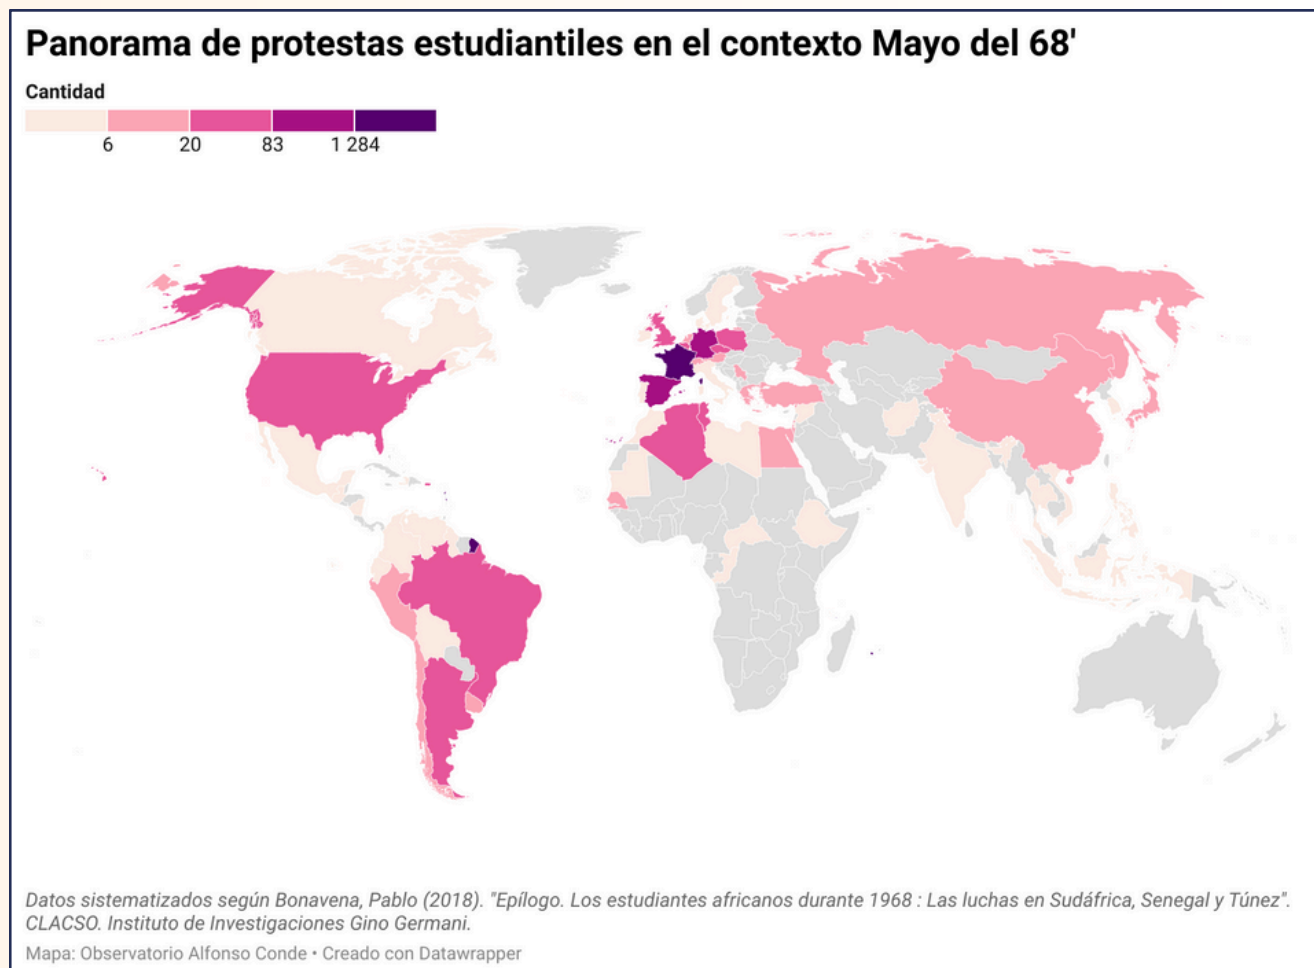 Panorama de protestas estudiantiles en el contexto Mayo del 68'
Cantidad
6 20 83 1 284
Datos sistematizados según Bonavena, Pablo (2018). "Epílogo. Los estudiantes africanos durante 1968 : Las luchas en Sudáfrica, Senegal y Túnez".
CLACSO. Instituto de Investigaciones Gino Germani.
Mapa: Observatorio Alfonso Conde • Creado con Datawrapper